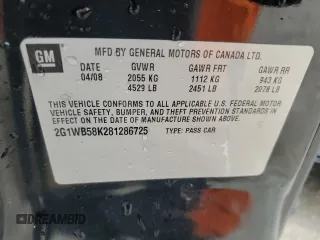 GM
MFD BY GENERAL MOTORS OF CANADA LTD.
DATE GVWR GAWR FRT GAWR RR
04/08 2055 KG 1112 KG 943 KG
4529 LB 2451 LB 2078 LB
THIS VEHICLE CONFORMS TO ALL APPLICABLE U.S. FEDERAL MOTOR
VEHICLE SAFETY, BUMPER, AND THEFT PREVENTION STANDARDS
IN EFFECT ON THE DATE OF MANUFACTURE SHOWN ABOVE.
2G1WB58K281286725 TYPE: PASS CAR
AUTOBIDMASTER